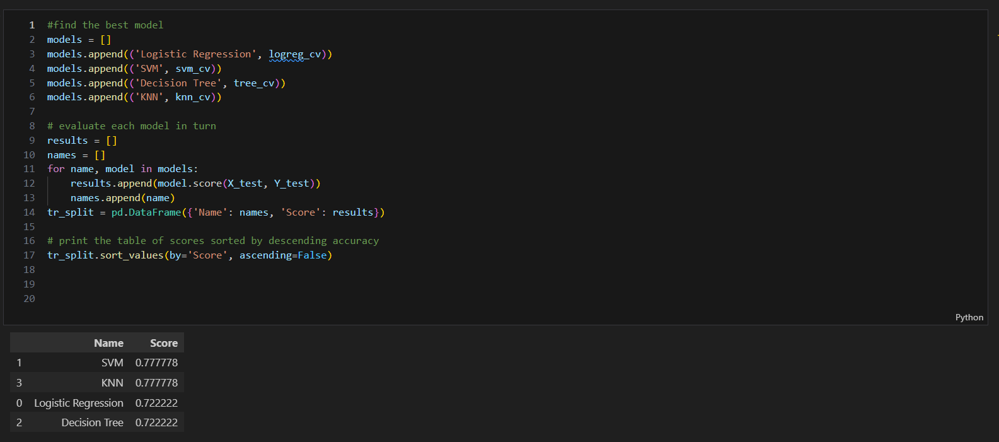 1 #find the best model
2 models = []
3 models.append(('Logistic Regression', logreg_cv))
4 models.append(('SVM', svm_cv))
5 models.append(('Decision Tree', tree_cv))
6 models.append(('KNN', knn_cv))
7
8 # evaluate each model in turn
9 results = []
10 names = []
11 for name, model in models:
12     results.append(model.score(X_test, Y_test))
13     names.append(name)
14 tr_split = pd.DataFrame({'Name': names, 'Score': results})
15
16 # print the table of scores sorted by descending accuracy
17 tr_split.sort_values(by='Score', ascending=False)
18
19
20
Python
Name Score
1 SVM 0.777778
3 KNN 0.777778
0 Logistic Regression 0.722222
2 Decision Tree 0.722222